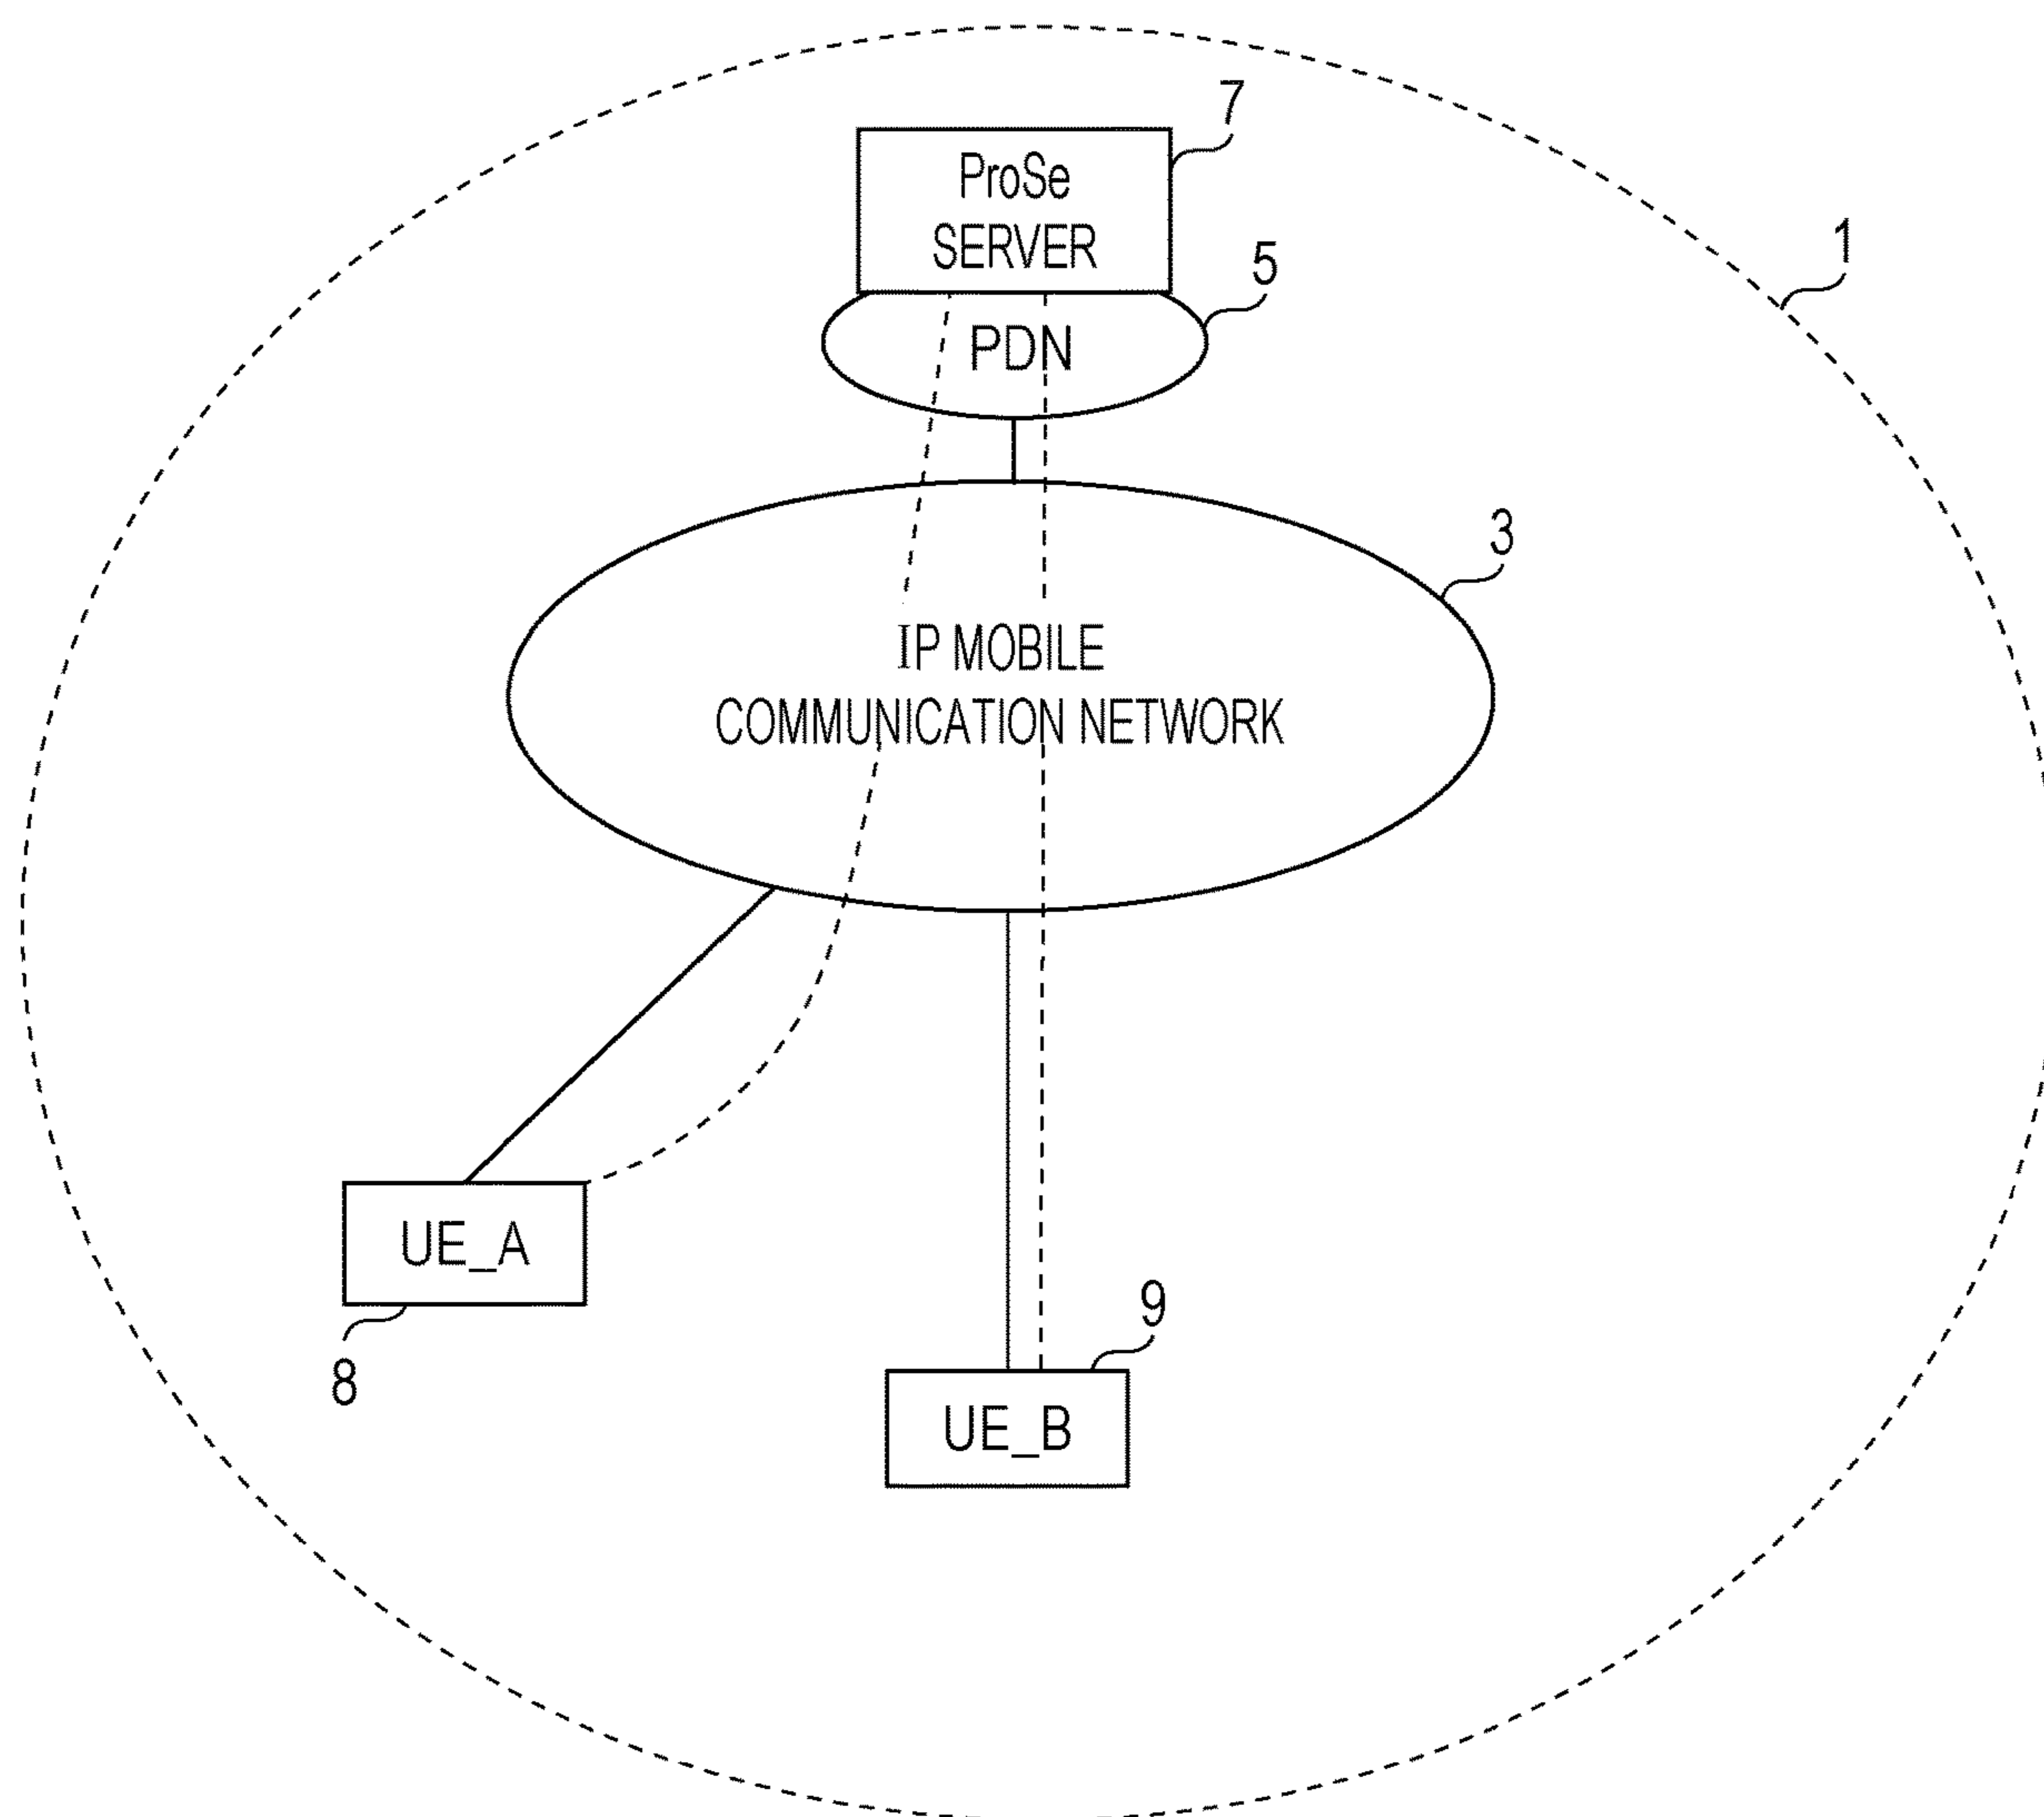 7
ProSe
SERVER
1
5
PDN
3
IP MOBILE
COMMUNICATION NETWORK
UE_A
9
8
UE_B